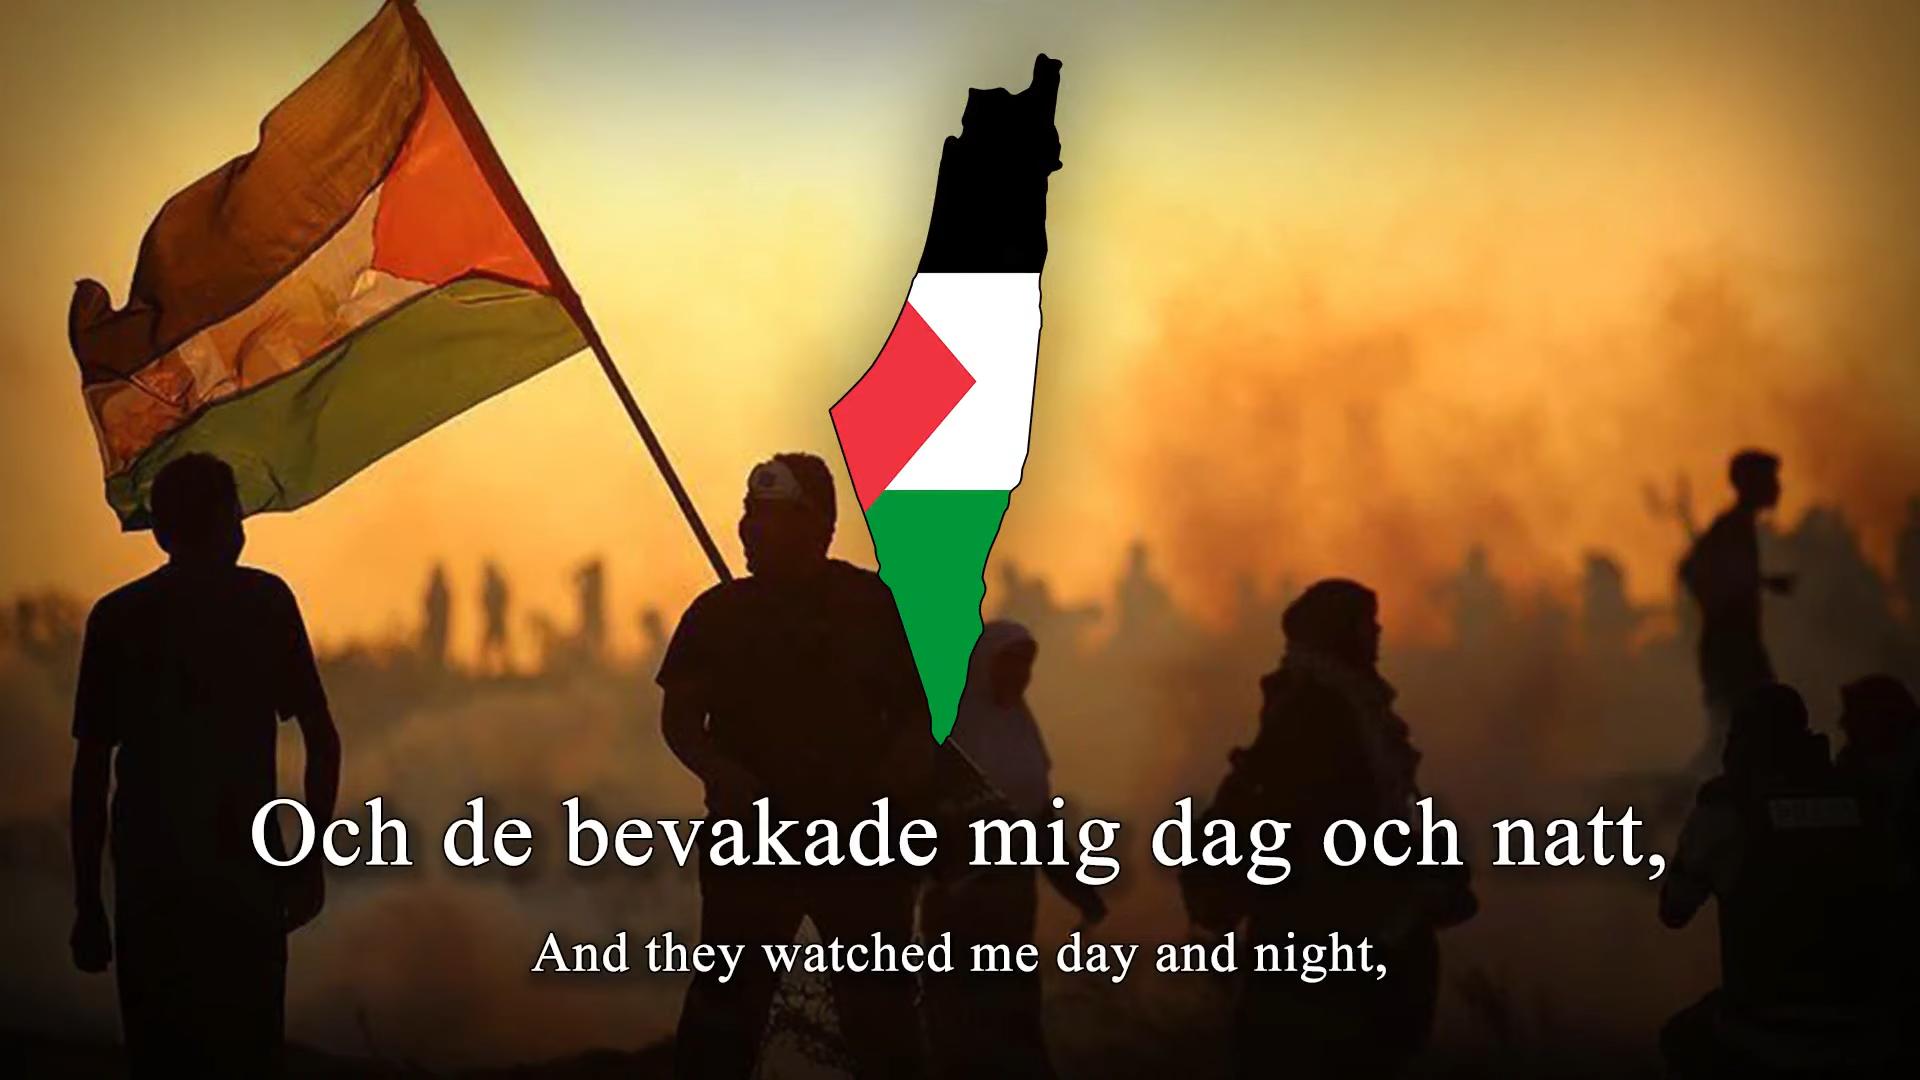 Och de bevakade mig dag och natt,
And they watched me day and night,